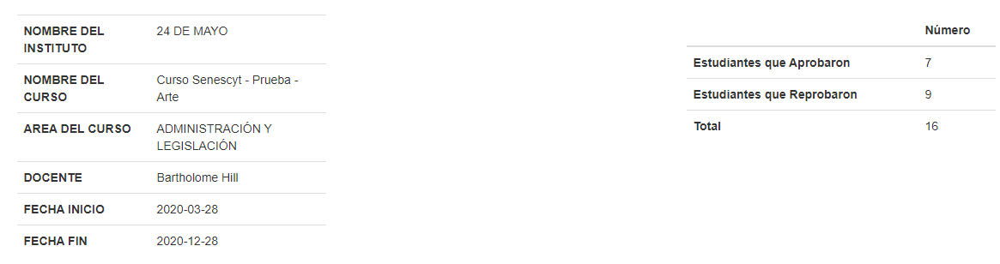 NOMBRE DEL INSTITUTO 24 DE MAYO
NOMBRE DEL CURSO Curso Senescyt - Prueba - Arte
AREA DEL CURSO ADMINISTRACIÓN Y LEGISLACIÓN
DOCENTE Bartholome Hill
FECHA INICIO 2020-03-28
FECHA FIN 2020-12-28
Número
Estudiantes que Aprobaron 7
Estudiantes que Reprobaron 9
Total 16